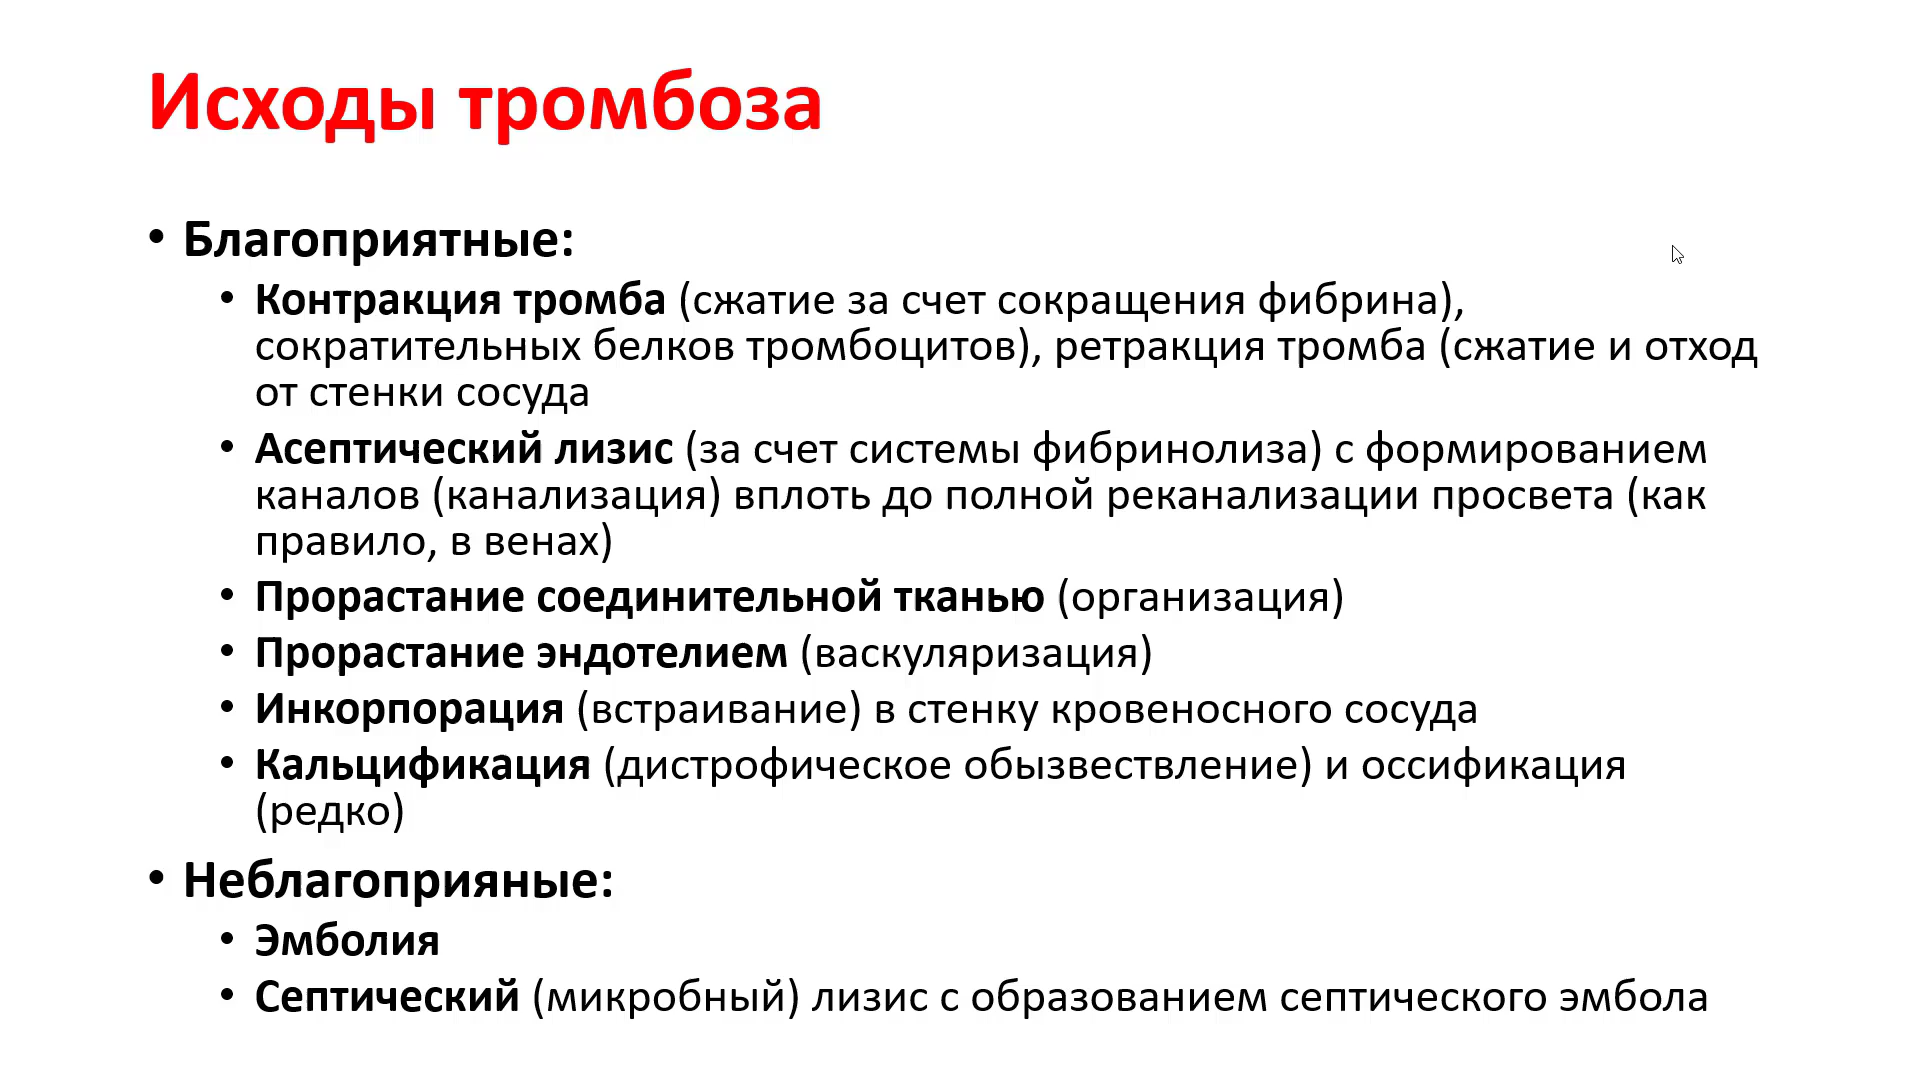 Исходы тромбоза
• Благоприятные:
• Контракция тромба (сжатие за счет сокращения фибрина),
сократительных белков тромбоцитов), ретракция тромба (сжатие и отход
от стенки сосуда
• Асептический лизис (за счет системы фибринолиза) с формированием
каналов (канализация) вплоть до полной реканализации просвета (как
правило, в венах)
• Прорастание соединительной тканью (организация)
• Прорастание эндотелием (васкуляризация)
• Инкорпорация (встраивание) в стенку кровеносного сосуда
• Кальцификация (дистрофическое обызвествление) и оссификация
(редко)
• Неблагоприяные:
• Эмболия
• Септический (микробный) лизис с образованием септического эмбола